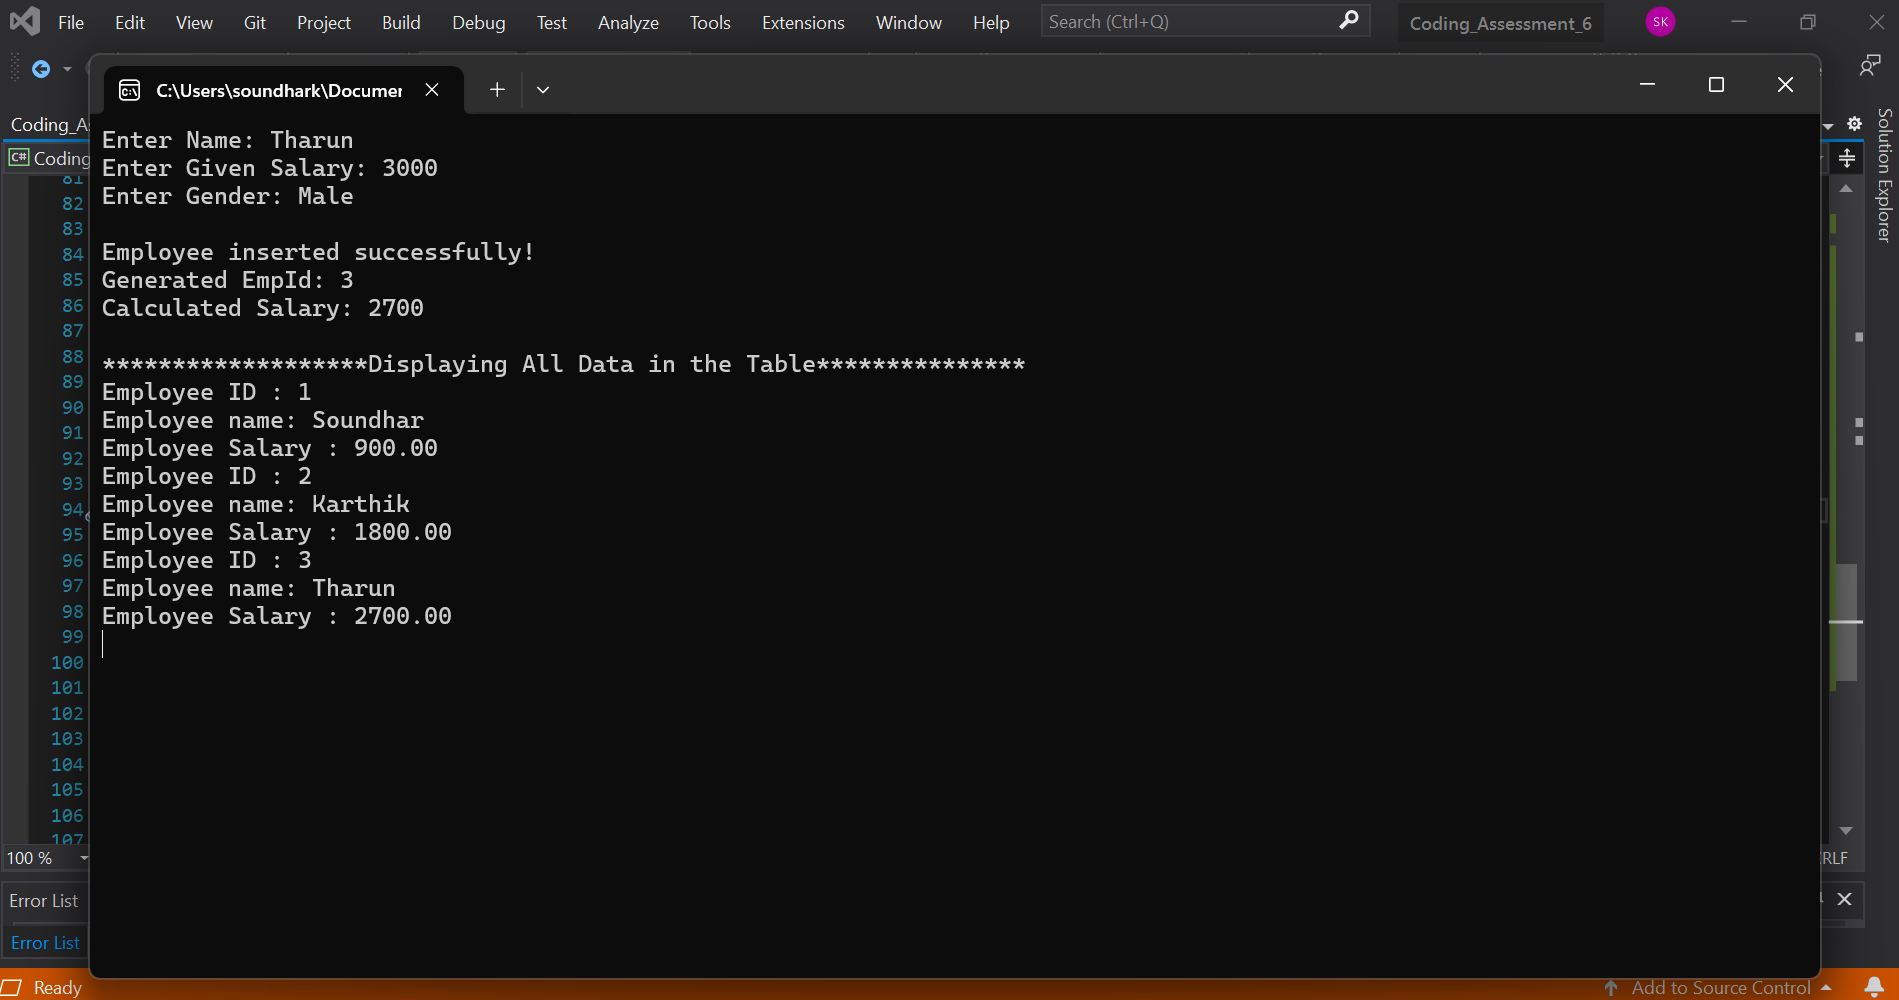 File Edit View Git Project Build Debug Test Analyze Tools Extensions Window Help Search (Ctrl+Q) Coding_Assessment_6 SK
C:\Users\soundhark\Documen
Coding_As
C# Coding
Solution Explorer
Enter Name: Tharun
Enter Given Salary: 3000
Enter Gender: Male
Employee inserted successfully!
Generated EmpId: 3
Calculated Salary: 2700
*******************Displaying All Data in the Table***************
Employee ID : 1
Employee name: Soundhar
Employee Salary : 900.00
Employee ID : 2
Employee name: Karthik
Employee Salary : 1800.00
Employee ID : 3
Employee name: Tharun
Employee Salary : 2700.00
81
82
83
84
85
86
87
88
89
90
91
92
93
94
95
96
97
98
99
100
101
102
103
104
105
106
107
100 %
RLF
Error List
Error List
Ready Add to Source Control